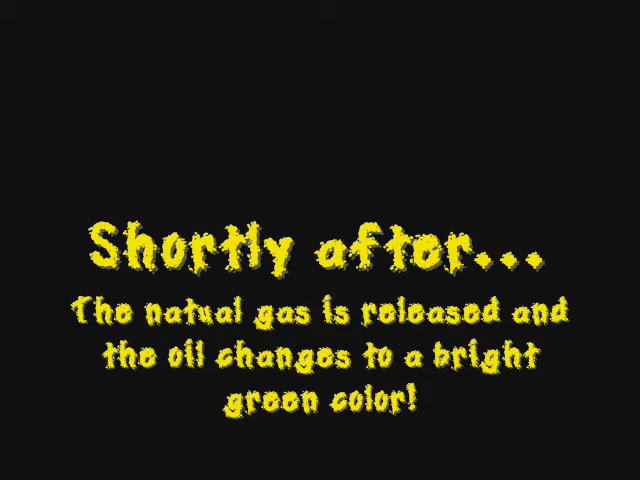 Shortly after...
The natual gas is released and
the oil changes to a bright
green color!